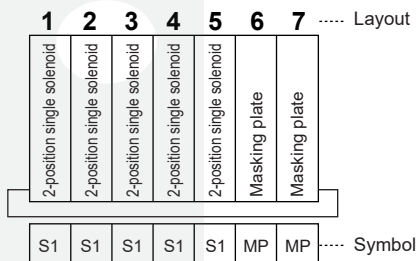 1 2 3 4 5 6 7 Layout
2-position single solenoid
2-position single solenoid
2-position single solenoid
2-position single solenoid
2-position single solenoid
Masking plate
Masking plate
S1 S1 S1 S1 S1 MP MP Symbol